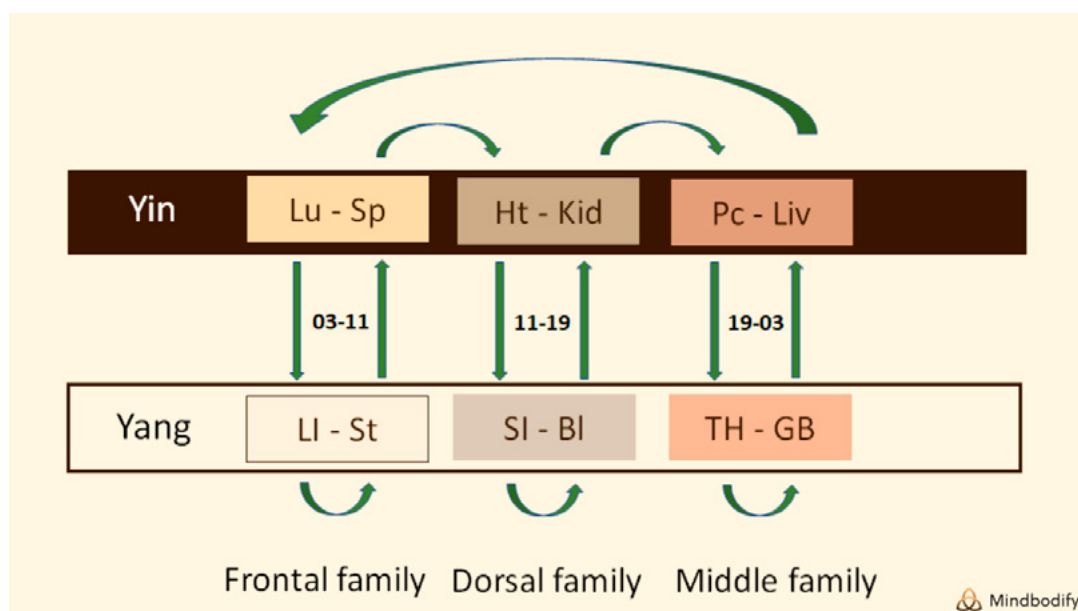 Yin
Lu - Sp
Ht - Kid
Pc - Liv
03-11
11-19
19-03
Yang
LI - St
SI - Bl
TH - GB
Frontal family
Dorsal family
Middle family
Mindbodify